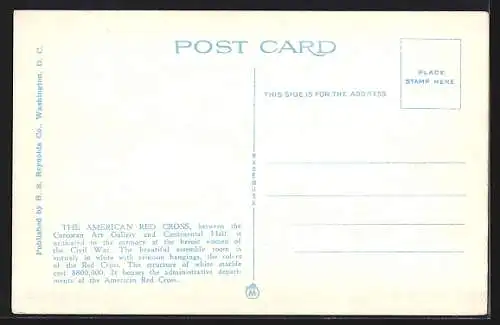 POST CARD
PLACE
STAMP HERE
THIS SIDE IS FOR THE ADDRESS
Published by B. S. Reynolds Co., Washington, D. C.
MADE IN U.S.A.
THE AMERICAN RED CROSS, between the
Corcoran Art Gallery and Continental Hall, is
dedicated to the memory of the heroic women of
the Civil War. The beautiful assemble room is
entirely in white with crimson hangings, the colors
of the Red Cross. The structure of white marble
cost $800,000. It houses the administrative depart-
ments of the American Red Cross.
M